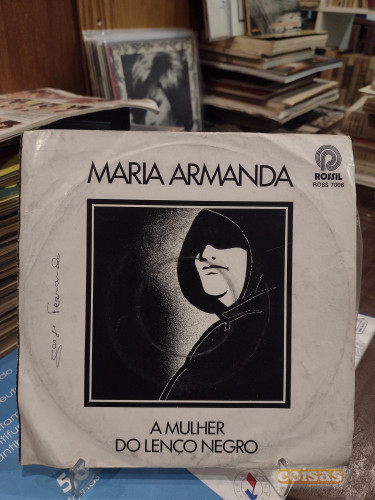 ROSSIL
ROSS 7006
MARIA ARMANDA
A MULHER
DO LENÇO NEGRO
coisas